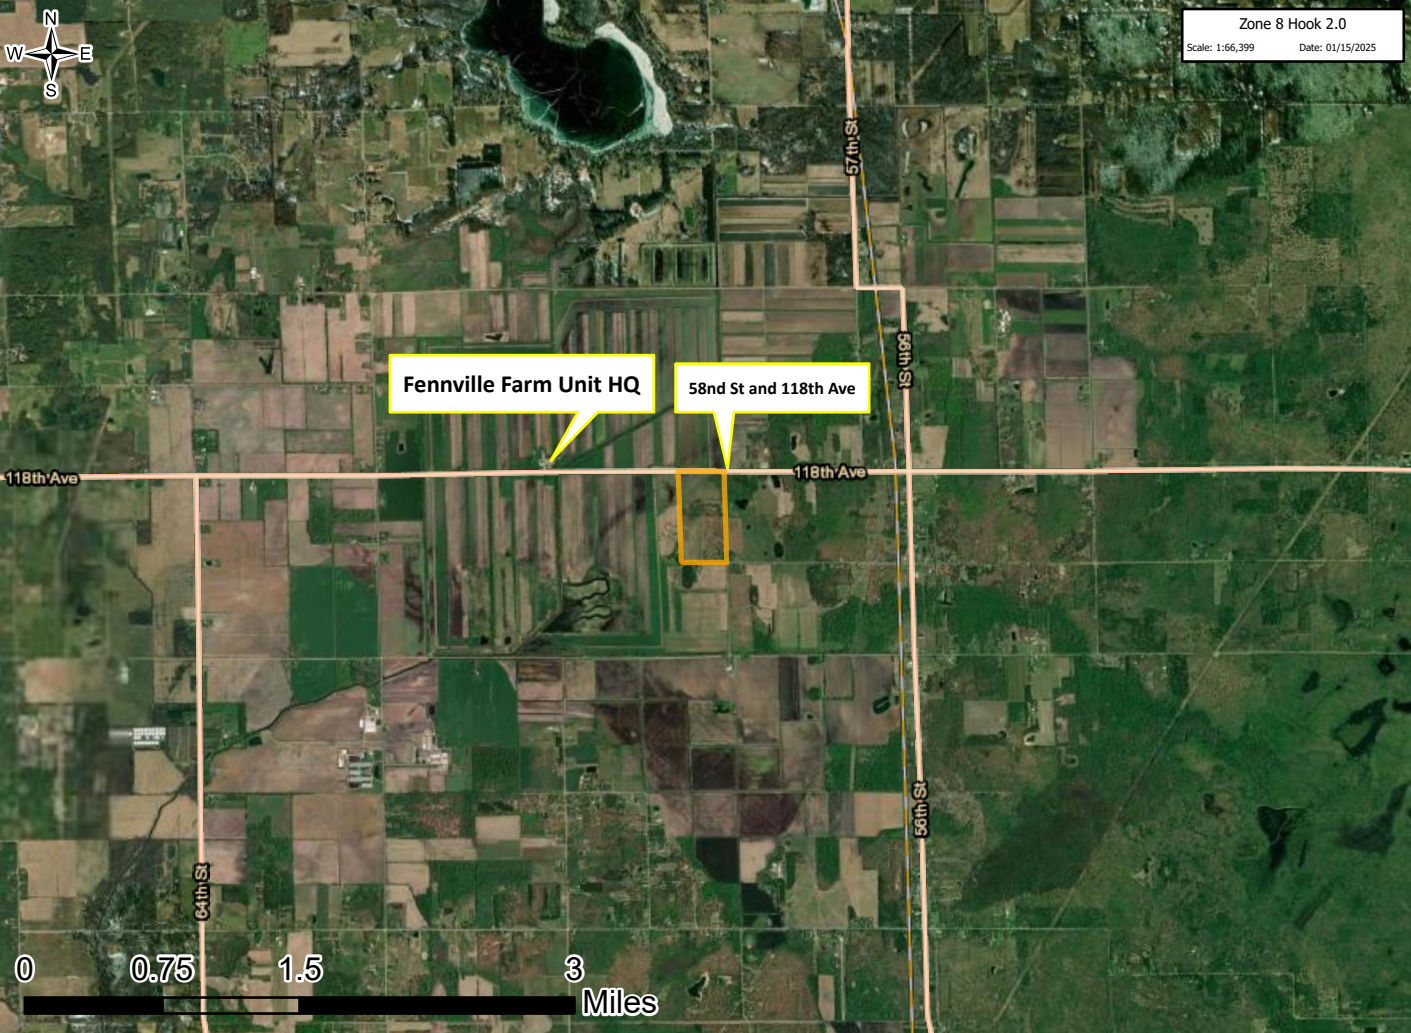 N
W E
S
Zone 8 Hook 2.0
Scale: 1:66,399 Date: 01/15/2025
57th St
56th St
Fennville Farm Unit HQ
58nd St and 118th Ave
118th Ave
118th Ave
56th St
64th St
0 0.75 1.5 3
Miles